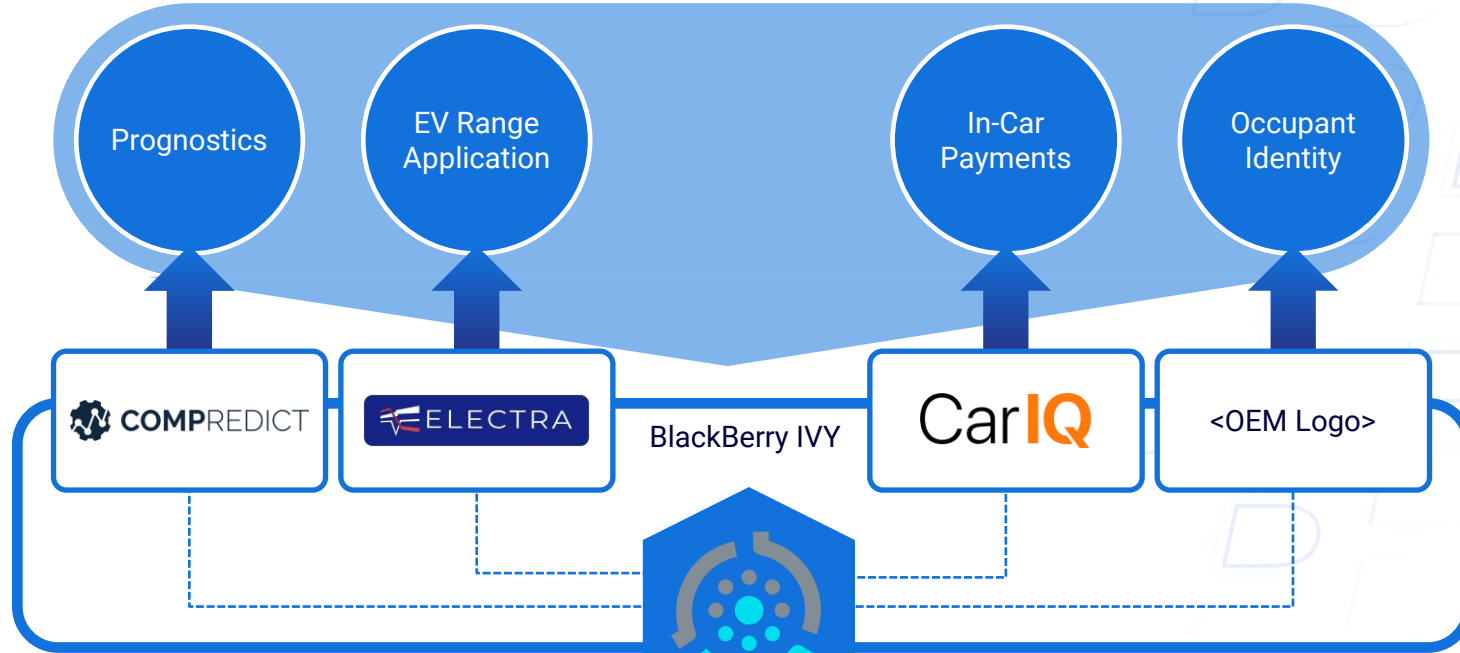 Prognostics
EV Range
Application
In-Car
Payments
Occupant
Identity
COMPREDICT
ELECTRA
BlackBerry IVY
CarIQ
<OEM Logo>